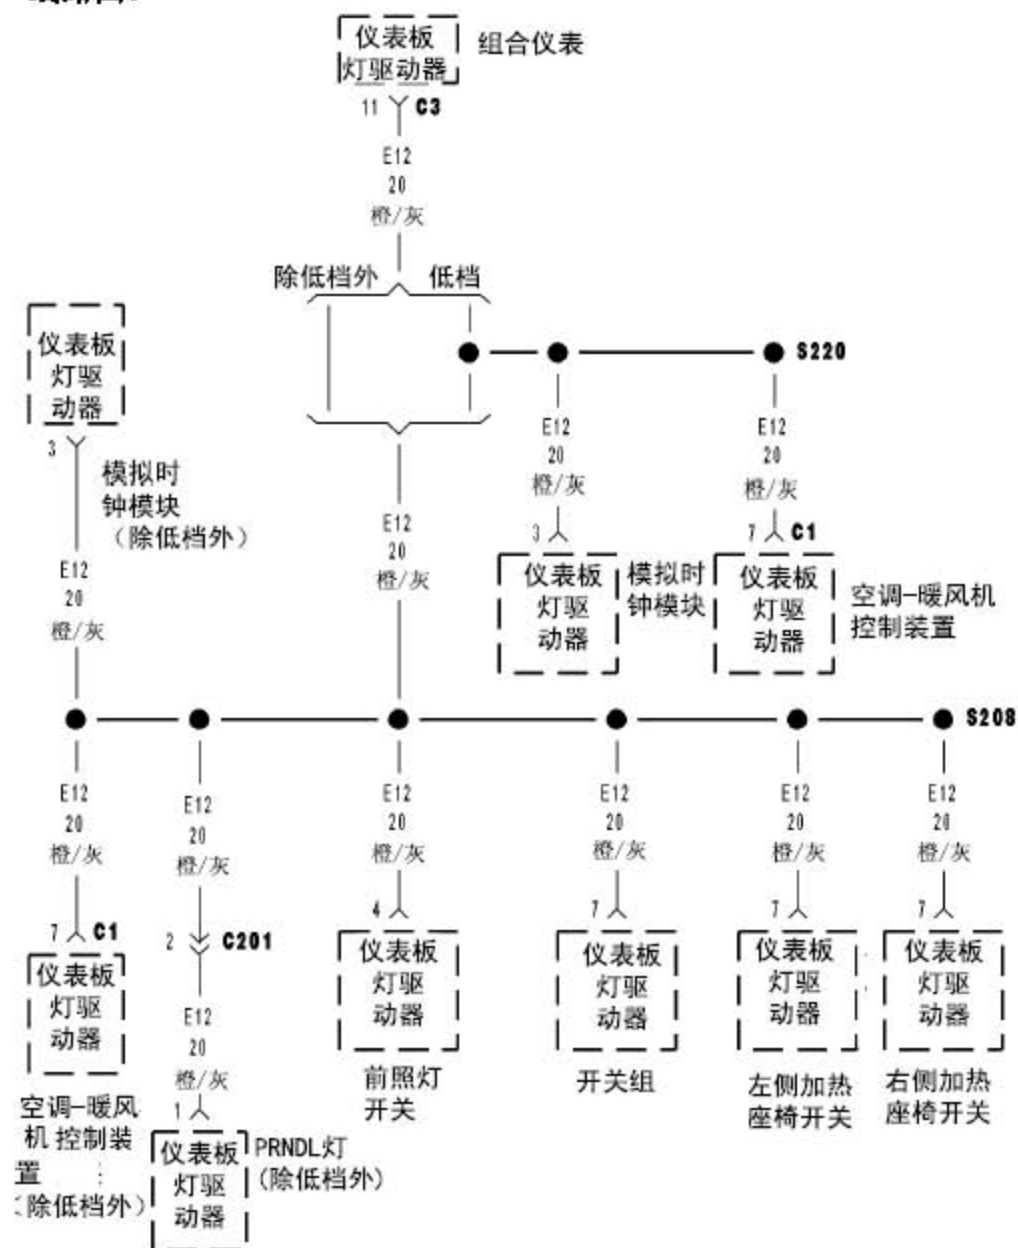 仪表板
灯驱动器
组合仪表
11
C3
E12
20
橙/灰
除低档外
低档
S220
仪表板
灯驱
动器
3
模拟时
钟模块
（除低档外）
E12
20
橙/灰
E12
20
橙/灰
E12
20
橙/灰
E12
20
橙/灰
3
仪表板
灯驱
动器
模拟时
钟模块
7
C1
仪表板
灯驱
动器
空调-暖风机
控制装置
S208
E12
20
橙/灰
E12
20
橙/灰
E12
20
橙/灰
E12
20
橙/灰
E12
20
橙/灰
E12
20
橙/灰
7
C1
仪表板
灯驱
动器
空调-暖风
机 控制装
置
（除低档外）
2
C201
E12
20
橙/灰
1
仪表板
灯驱
动器
PRNDL灯
(除低档外)
4
仪表板
灯驱
动器
前照灯
开关
7
仪表板
灯驱
动器
开关组
7
仪表板
灯驱
动器
左侧加热
座椅开关
7
仪表板
灯驱
动器
右侧加热
座椅开关